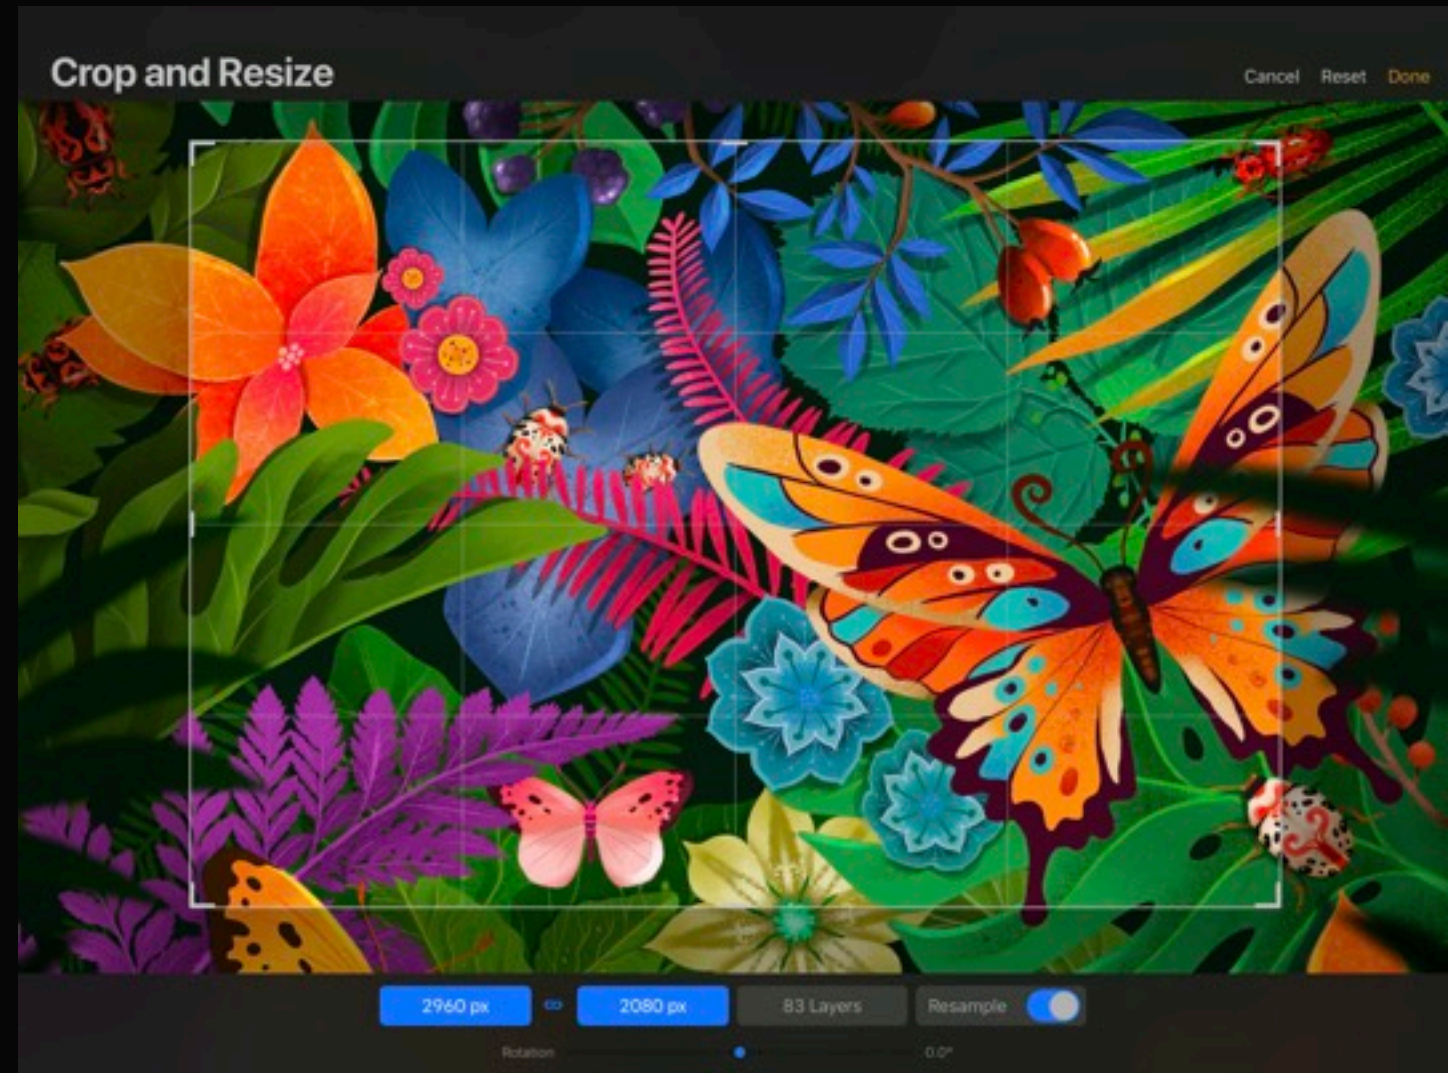 Crop and Resize
Cancel Reset Done
2960 px 2080 px 83 Layers Resample
Rotation 0.0°